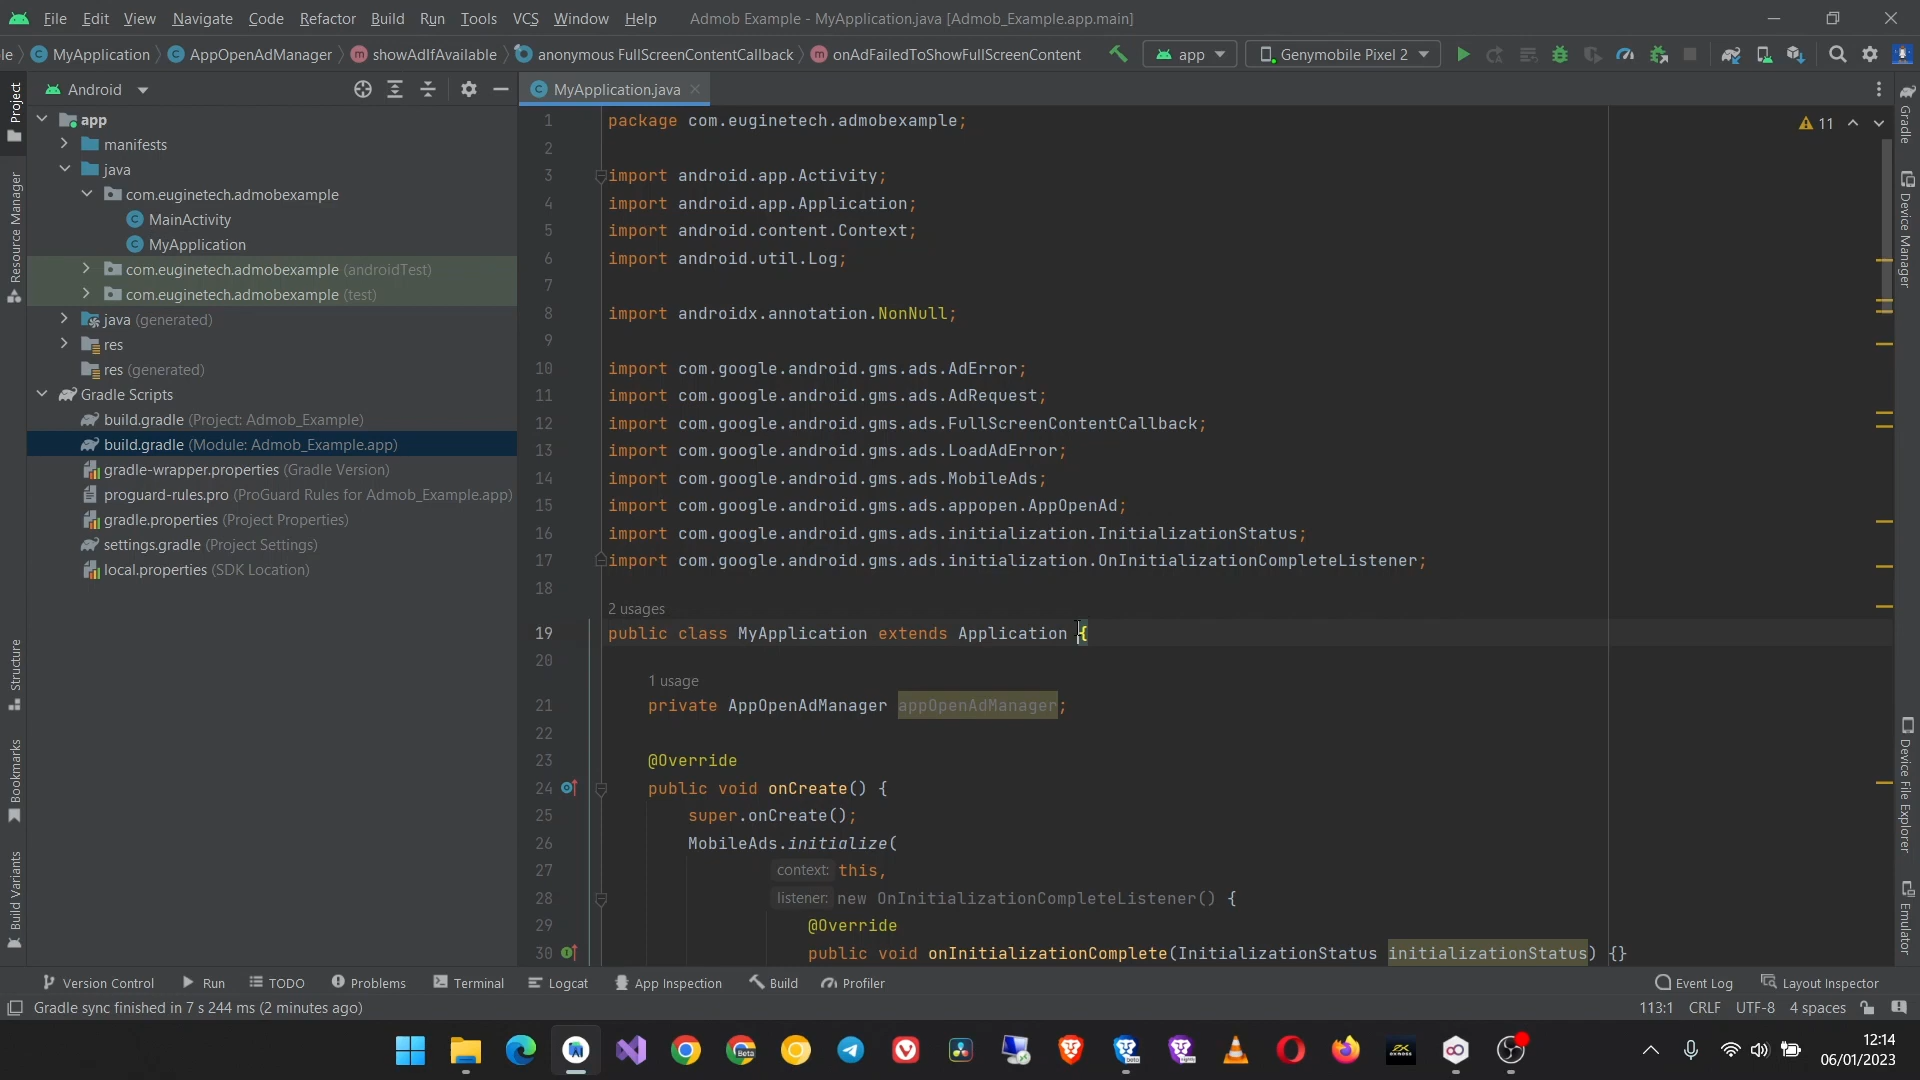 File Edit View Navigate Code Refactor Build Run Tools VCS Window Help Admob Example - MyApplication.java [Admob_Example.app.main]
le MyApplication AppOpenAdManager showAdIfAvailable anonymous FullScreenContentCallback onAdFailedToShowFullScreenContent app Genymobile Pixel 2
Android
MyApplication.java
Project
Resource Manager
Structure
Bookmarks
Build Variants
app
manifests
java
com.euginetech.admobexample
MainActivity
MyApplication
com.euginetech.admobexample (androidTest)
com.euginetech.admobexample (test)
java (generated)
res
res (generated)
Gradle Scripts
build.gradle (Project: Admob_Example)
build.gradle (Module: Admob_Example.app)
gradle-wrapper.properties (Gradle Version)
proguard-rules.pro (ProGuard Rules for Admob_Example.app)
gradle.properties (Project Properties)
settings.gradle (Project Settings)
local.properties (SDK Location)
1 package com.euginetech.admobexample;
2
3 import android.app.Activity;
4 import android.app.Application;
5 import android.content.Context;
6 import android.util.Log;
7
8 import androidx.annotation.NonNull;
9
10 import com.google.android.gms.ads.AdError;
11 import com.google.android.gms.ads.AdRequest;
12 import com.google.android.gms.ads.FullScreenContentCallback;
13 import com.google.android.gms.ads.LoadAdError;
14 import com.google.android.gms.ads.MobileAds;
15 import com.google.android.gms.ads.appopen.AppOpenAd;
16 import com.google.android.gms.ads.initialization.InitializationStatus;
17 import com.google.android.gms.ads.initialization.OnInitializationCompleteListener;
18
2 usages
19 public class MyApplication extends Application {
20
1 usage
21 private AppOpenAdManager appOpenAdManager;
22
23 @Override
24 public void onCreate() {
25 super.onCreate();
26 MobileAds.initialize(
27 context: this,
28 listener: new OnInitializationCompleteListener() {
29 @Override
30 public void onInitializationComplete(InitializationStatus initializationStatus) {}
11
Gradle
Device Manager
Device File Explorer
Emulator
Version Control Run TODO Problems Terminal Logcat App Inspection Build Profiler Event Log Layout Inspector
Gradle sync finished in 7 s 244 ms (2 minutes ago) 113:1 CRLF UTF-8 4 spaces
Beta
12:14
06/01/2023